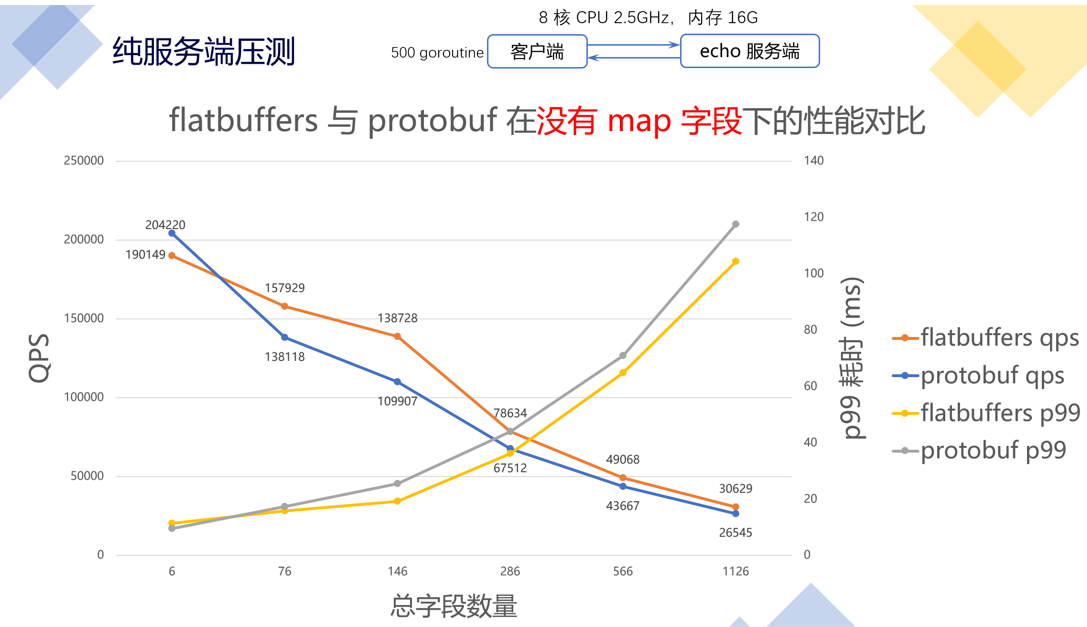 8 核 CPU 2.5GHz，内存 16G
纯服务端压测
500 goroutine
客户端
echo 服务端
flatbuffers 与 protobuf 在没有 map 字段下的性能对比
250000
200000
150000
100000
50000
0
QPS
204220
190149
157929
138118
138728
109907
78634
67512
49068
43667
30629
26545
140
120
100
80
60
40
20
0
p99 耗时 (ms)
6
76
146
286
566
1126
总字段数量
flatbuffers qps
protobuf qps
flatbuffers p99
protobuf p99